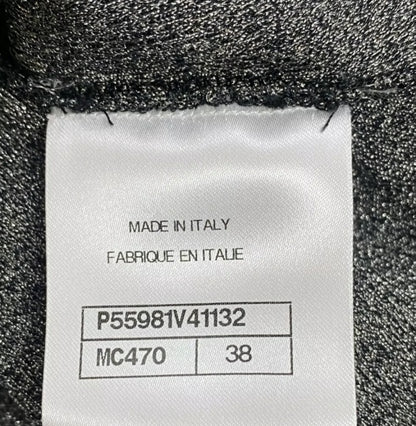 MADE IN ITALY
FABRIQUE EN ITALIE
P55981V41132
MC470 38